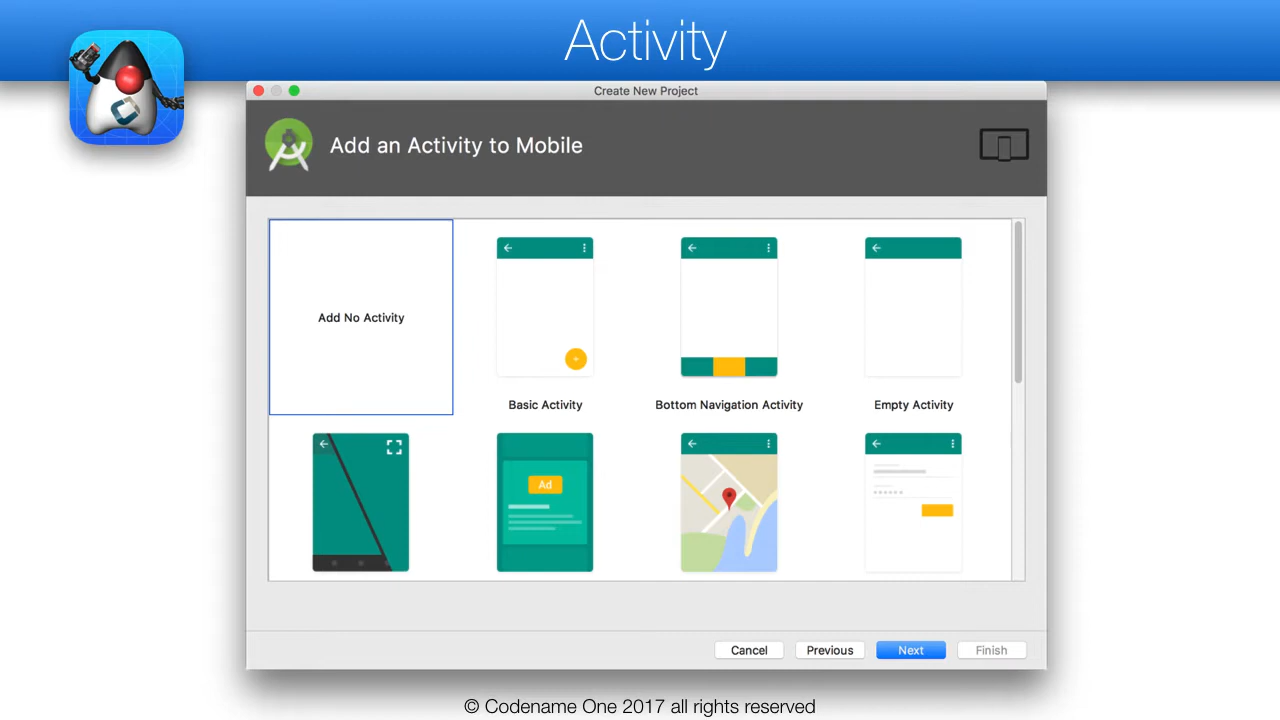 Activity
Create New Project
Add an Activity to Mobile
Add No Activity
Basic Activity
Bottom Navigation Activity
Empty Activity
Ad
Cancel
Previous
Next
Finish
© Codename One 2017 all rights reserved